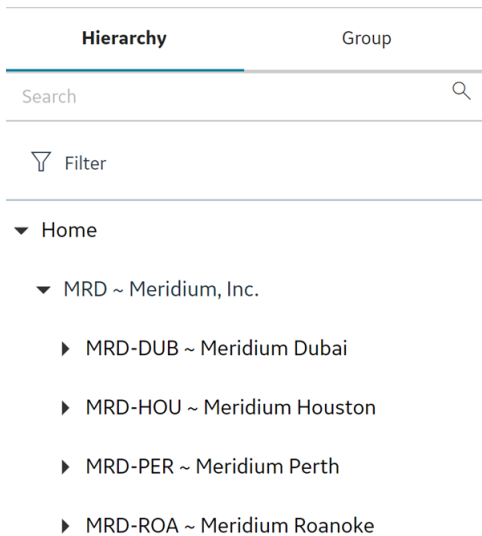 Hierarchy Group
Search
Filter
Home
MRD ~ Meridium, Inc.
MRD-DUB ~ Meridium Dubai
MRD-HOU ~ Meridium Houston
MRD-PER ~ Meridium Perth
MRD-ROA ~ Meridium Roanoke